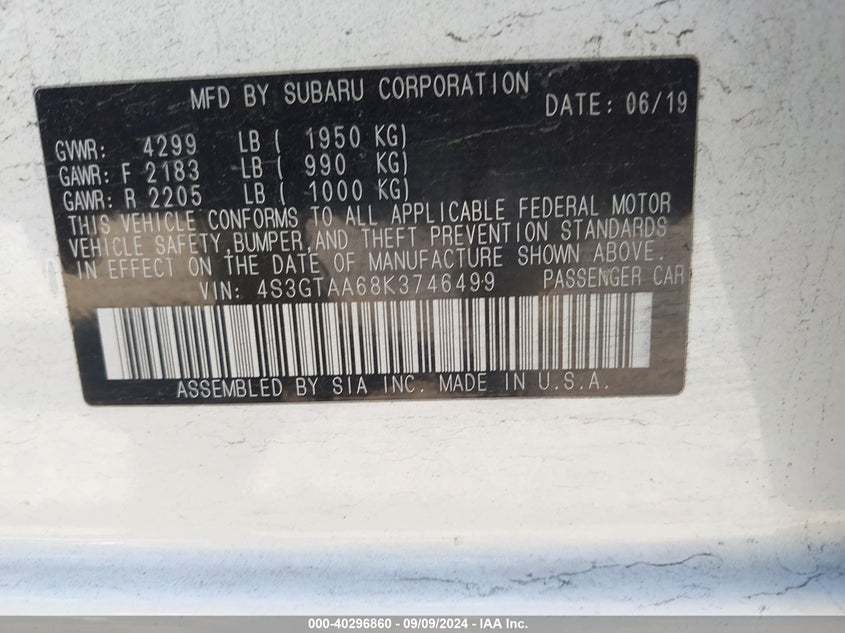 MFD BY SUBARU CORPORATION
DATE: 06/19
GVWR: 4299 LB ( 1950 KG)
GAWR: F 2183 LB ( 990 KG)
GAWR: R 2205 LB ( 1000 KG)
THIS VEHICLE CONFORMS TO ALL APPLICABLE FEDERAL MOTOR
VEHICLE SAFETY, BUMPER, AND THEFT PREVENTION STANDARDS
IN EFFECT ON THE DATE OF MANUFACTURE SHOWN ABOVE.
VIN: 4S3GTAA68K3746499 PASSENGER CAR
ASSEMBLED BY SIA INC. MADE IN U.S.A.
000-40296860 - 09/09/2024 - IAA Inc.